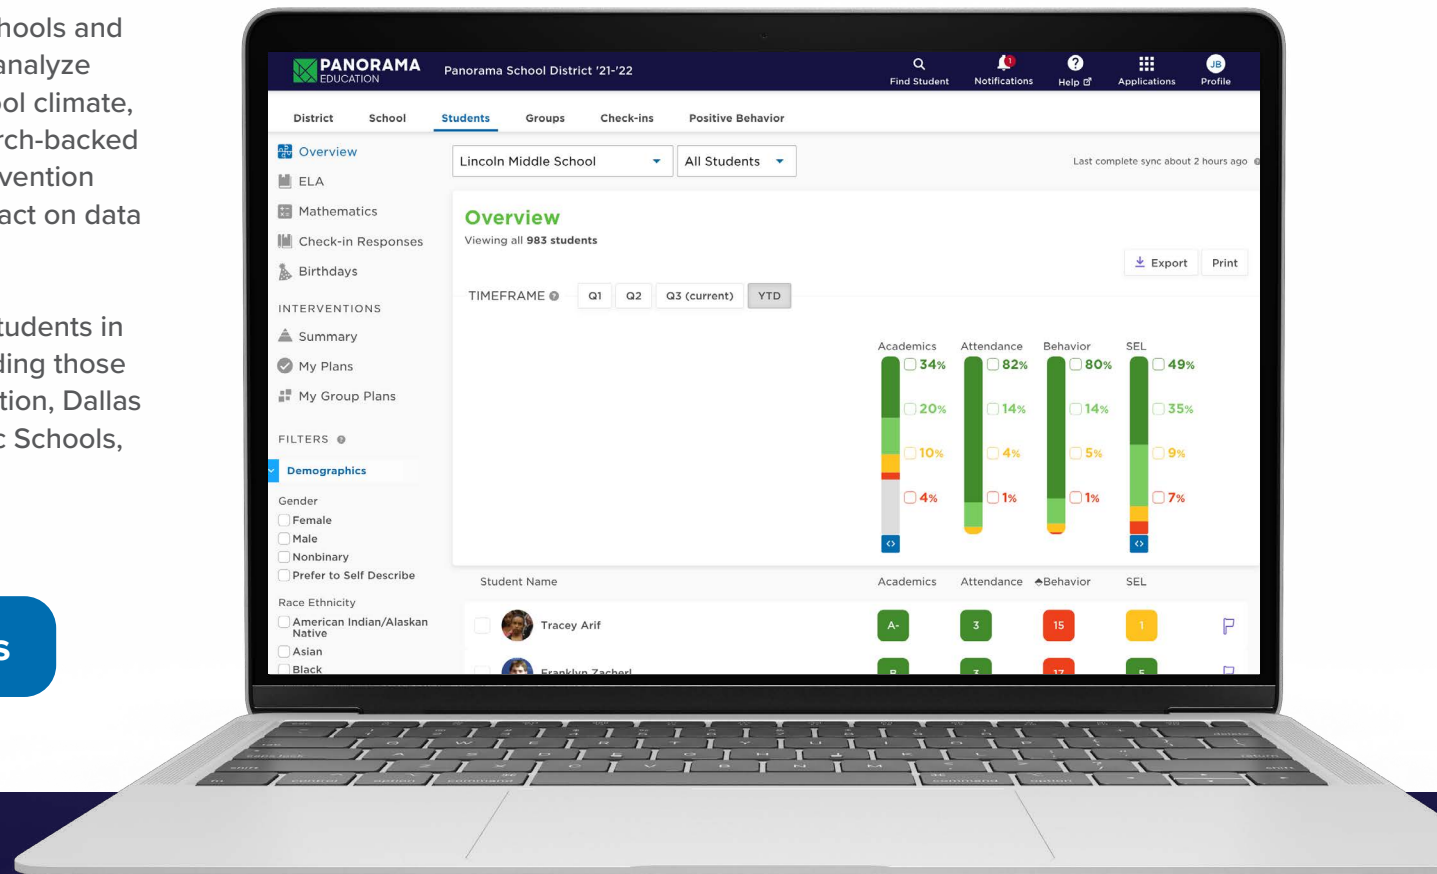 hools and
analyze
ol climate,
rch-backed
vention
act on data
tudents in
ding those
tion, Dallas
c Schools,
s
PANORAMA
EDUCATION
Panorama School District '21-'22
Find Student
Notifications
1
Help
Applications
JB
Profile
District School Students Groups Check-ins Positive Behavior
Overview
ELA
Mathematics
Check-in Responses
Birthdays
INTERVENTIONS
Summary
My Plans
My Group Plans
FILTERS
Demographics
Gender
Female
Male
Nonbinary
Prefer to Self Describe
Race Ethnicity
American Indian/Alaskan
Native
Asian
Black
Lincoln Middle School All Students Last complete sync about 2 hours ago
Overview
Viewing all 983 students
Export Print
TIMEFRAME Q1 Q2 Q3 (current) YTD
Academics Attendance Behavior SEL
34% 82% 80% 49%
20% 14% 14% 35%
10% 4% 5% 9%
4% 1% 1% 7%
Student Name Academics Attendance Behavior SEL
Tracey Arif A- 3 15 1
Franklyn Zacherl B 3 17 5